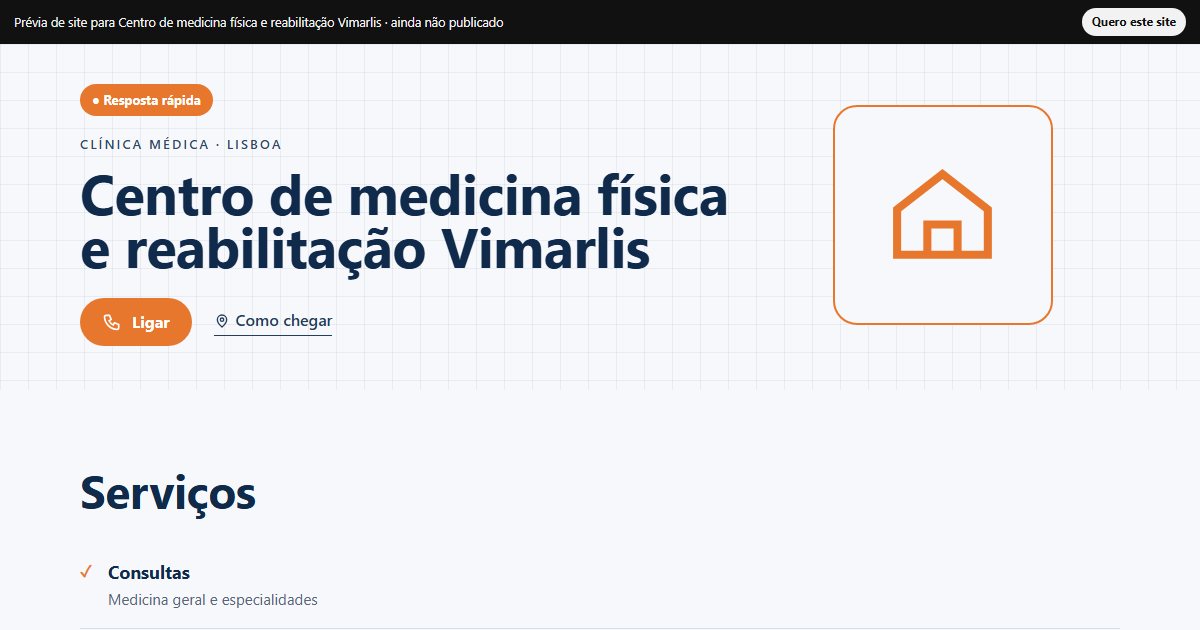 Prévia de site para Centro de medicina física e reabilitação Vimarlis · ainda não publicado
Quero este site
Resposta rápida
CLÍNICA MÉDICA · LISBOA
Centro de medicina física
e reabilitação Vimarlis
Ligar
Como chegar
Serviços
Consultas
Medicina geral e especialidades